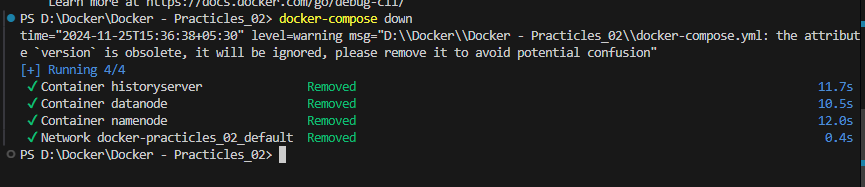 Learn more at https://docs.docker.com/go/debug-cli/
PS D:\Docker\Docker - Practicles_02> docker-compose down
time="2024-11-25T15:36:38+05:30" level=warning msg="D:\\Docker\\Docker - Practicles_02\\docker-compose.yml: the attribut
e `version` is obsolete, it will be ignored, please remove it to avoid potential confusion"
[+] Running 4/4
✓ Container historyserver Removed 11.7s
✓ Container datanode Removed 10.5s
✓ Container namenode Removed 12.0s
✓ Network docker-practicles_02_default Removed 0.4s
PS D:\Docker\Docker - Practicles_02>